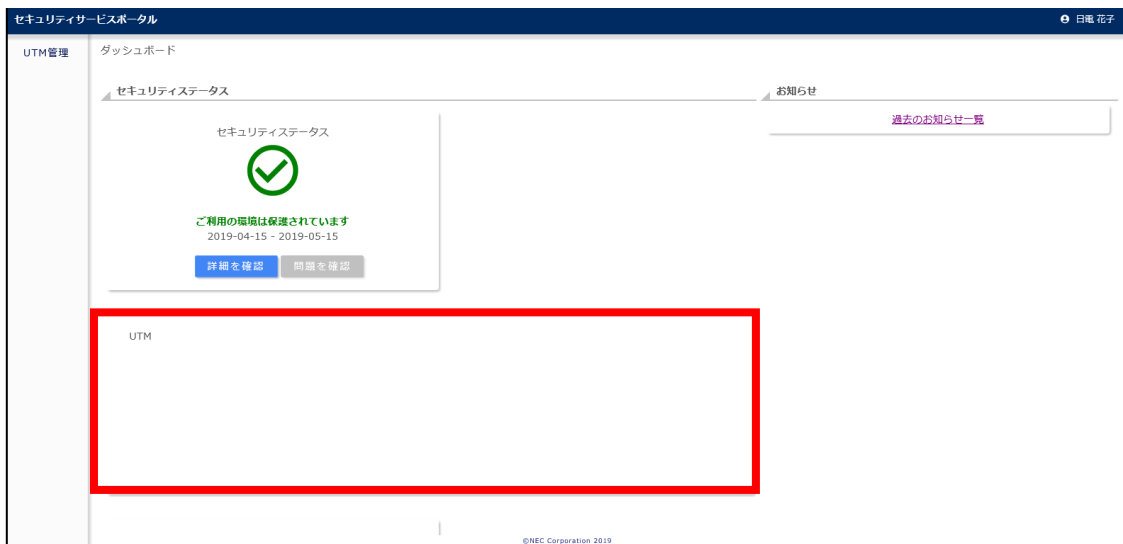 セキュリティサービスポータル
日電 花子
UTM管理
ダッシュボード
セキュリティステータス
お知らせ
過去のお知らせ一覧
セキュリティステータス
ご利用の環境は保護されています
2019-04-15 - 2019-05-15
詳細を確認
問題を確認
UTM
©NEC Corporation 2019